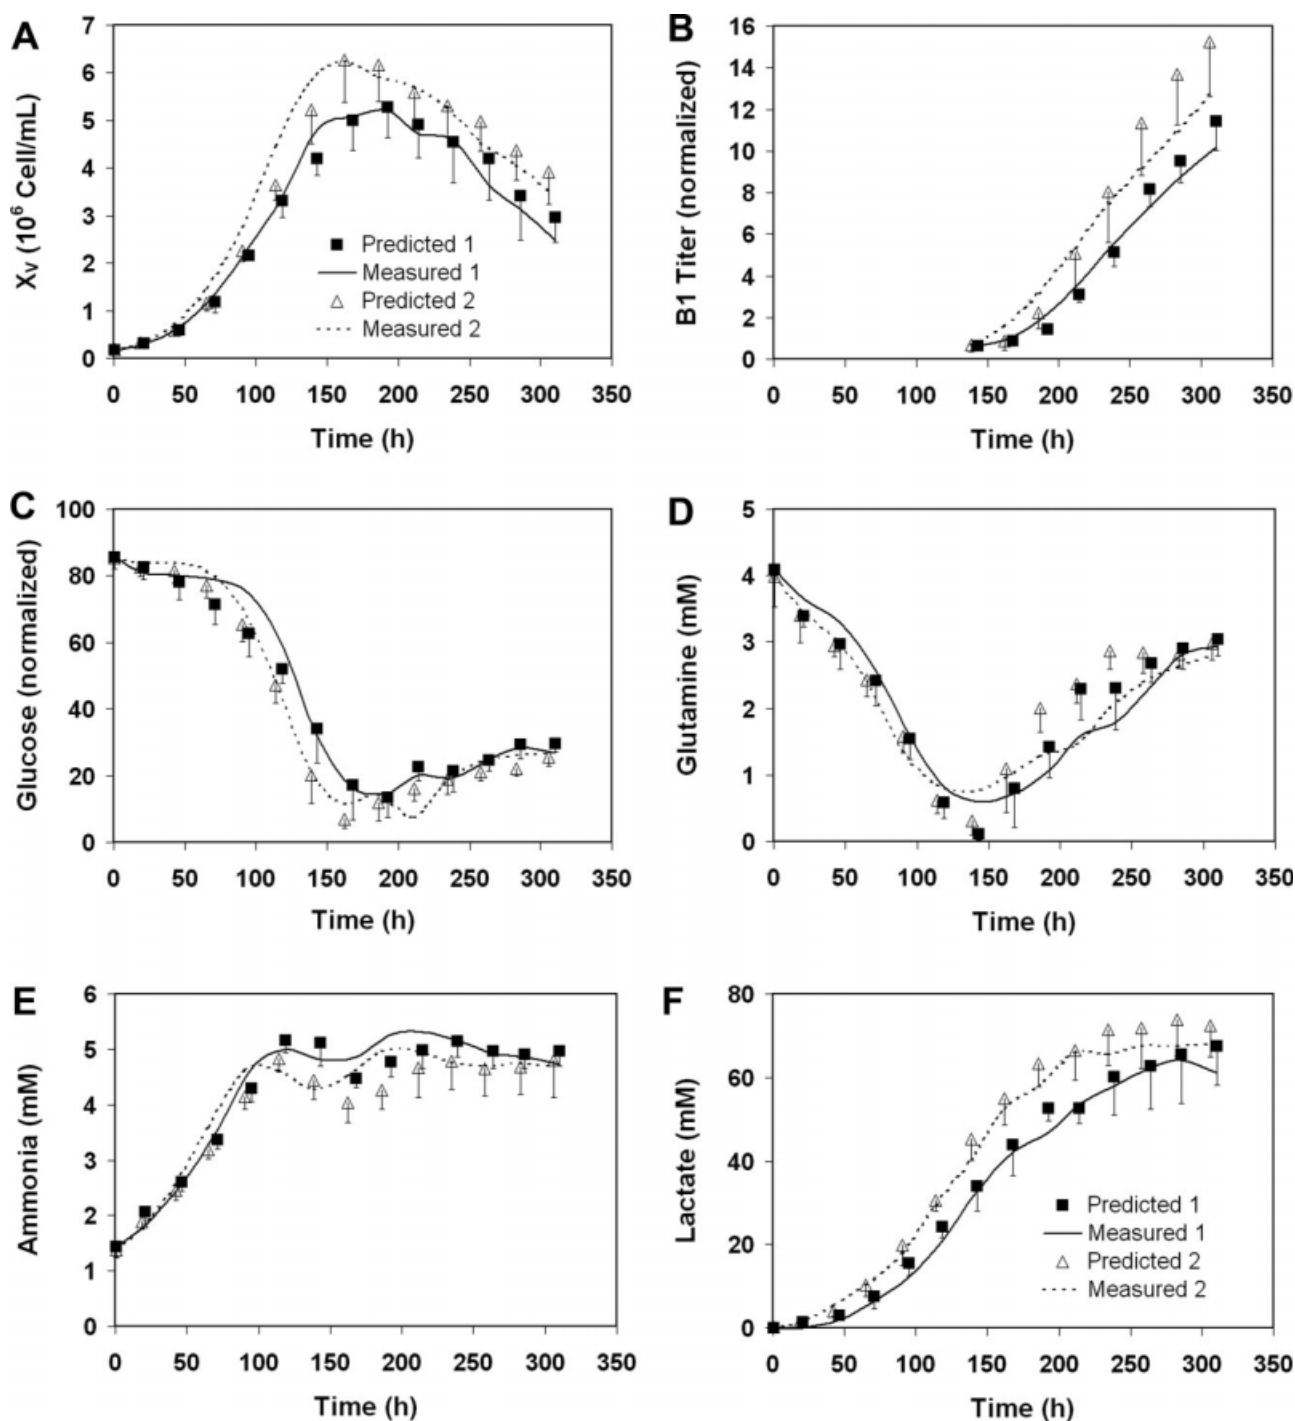 A
X_V (10^6 Cell/mL)
7
6
5
4
3
2
1
0
Predicted 1
Measured 1
Predicted 2
Measured 2
0 50 100 150 200 250 300 350
Time (h)
B
B1 Titer (normalized)
16
14
12
10
8
6
4
2
0
0 50 100 150 200 250 300 350
Time (h)
C
Glucose (normalized)
100
80
60
40
20
0
0 50 100 150 200 250 300 350
Time (h)
D
Glutamine (mM)
5
4
3
2
1
0
0 50 100 150 200 250 300 350
Time (h)
E
Ammonia (mM)
6
5
4
3
2
1
0
0 50 100 150 200 250 300 350
Time (h)
F
Lactate (mM)
80
60
40
20
0
Predicted 1
Measured 1
Predicted 2
Measured 2
0 50 100 150 200 250 300 350
Time (h)